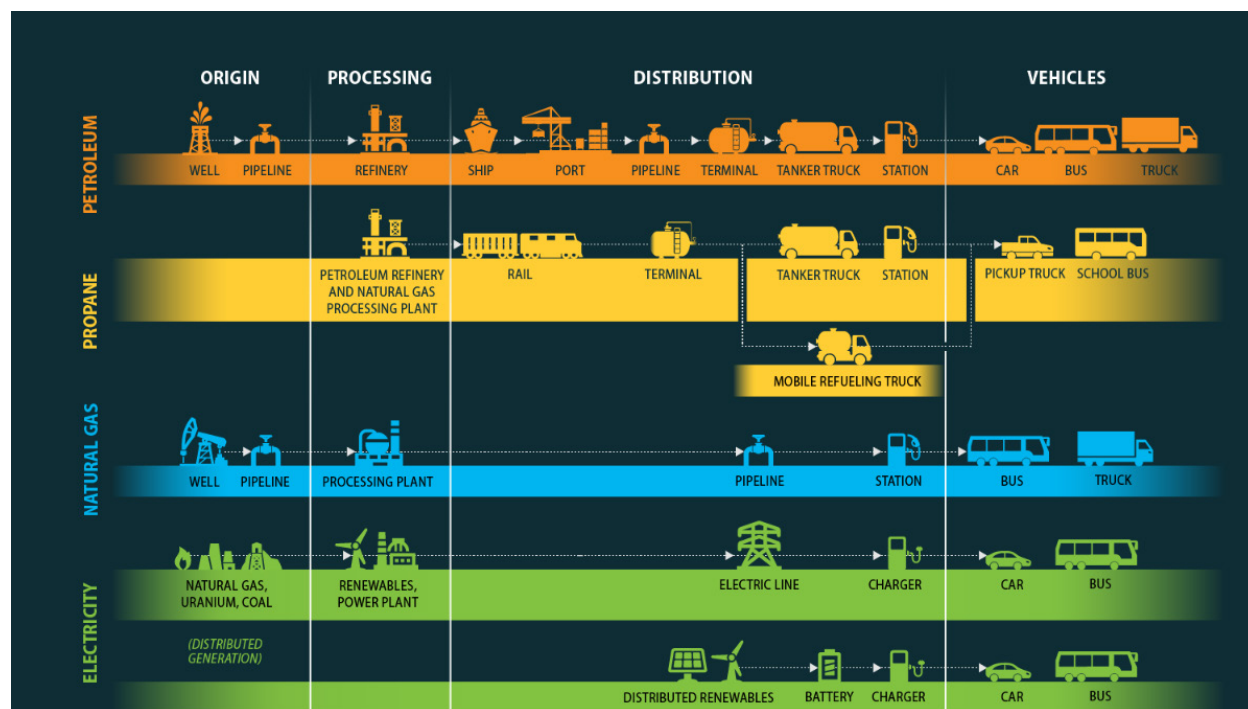 ORIGIN PROCESSING DISTRIBUTION VEHICLES
PETROLEUM
WELL PIPELINE REFINERY SHIP PORT PIPELINE TERMINAL TANKER TRUCK STATION CAR BUS TRUCK
PROPANE
PETROLEUM REFINERY
AND NATURAL GAS
PROCESSING PLANT
RAIL TERMINAL TANKER TRUCK STATION PICKUP TRUCK SCHOOL BUS
MOBILE REFUELING TRUCK
NATURAL GAS
WELL PIPELINE PROCESSING PLANT PIPELINE STATION BUS TRUCK
ELECTRICITY
NATURAL GAS,
URANIUM, COAL
RENEWABLES,
POWER PLANT
ELECTRIC LINE CHARGER CAR BUS
(DISTRIBUTED
GENERATION)
DISTRIBUTED RENEWABLES BATTERY CHARGER CAR BUS